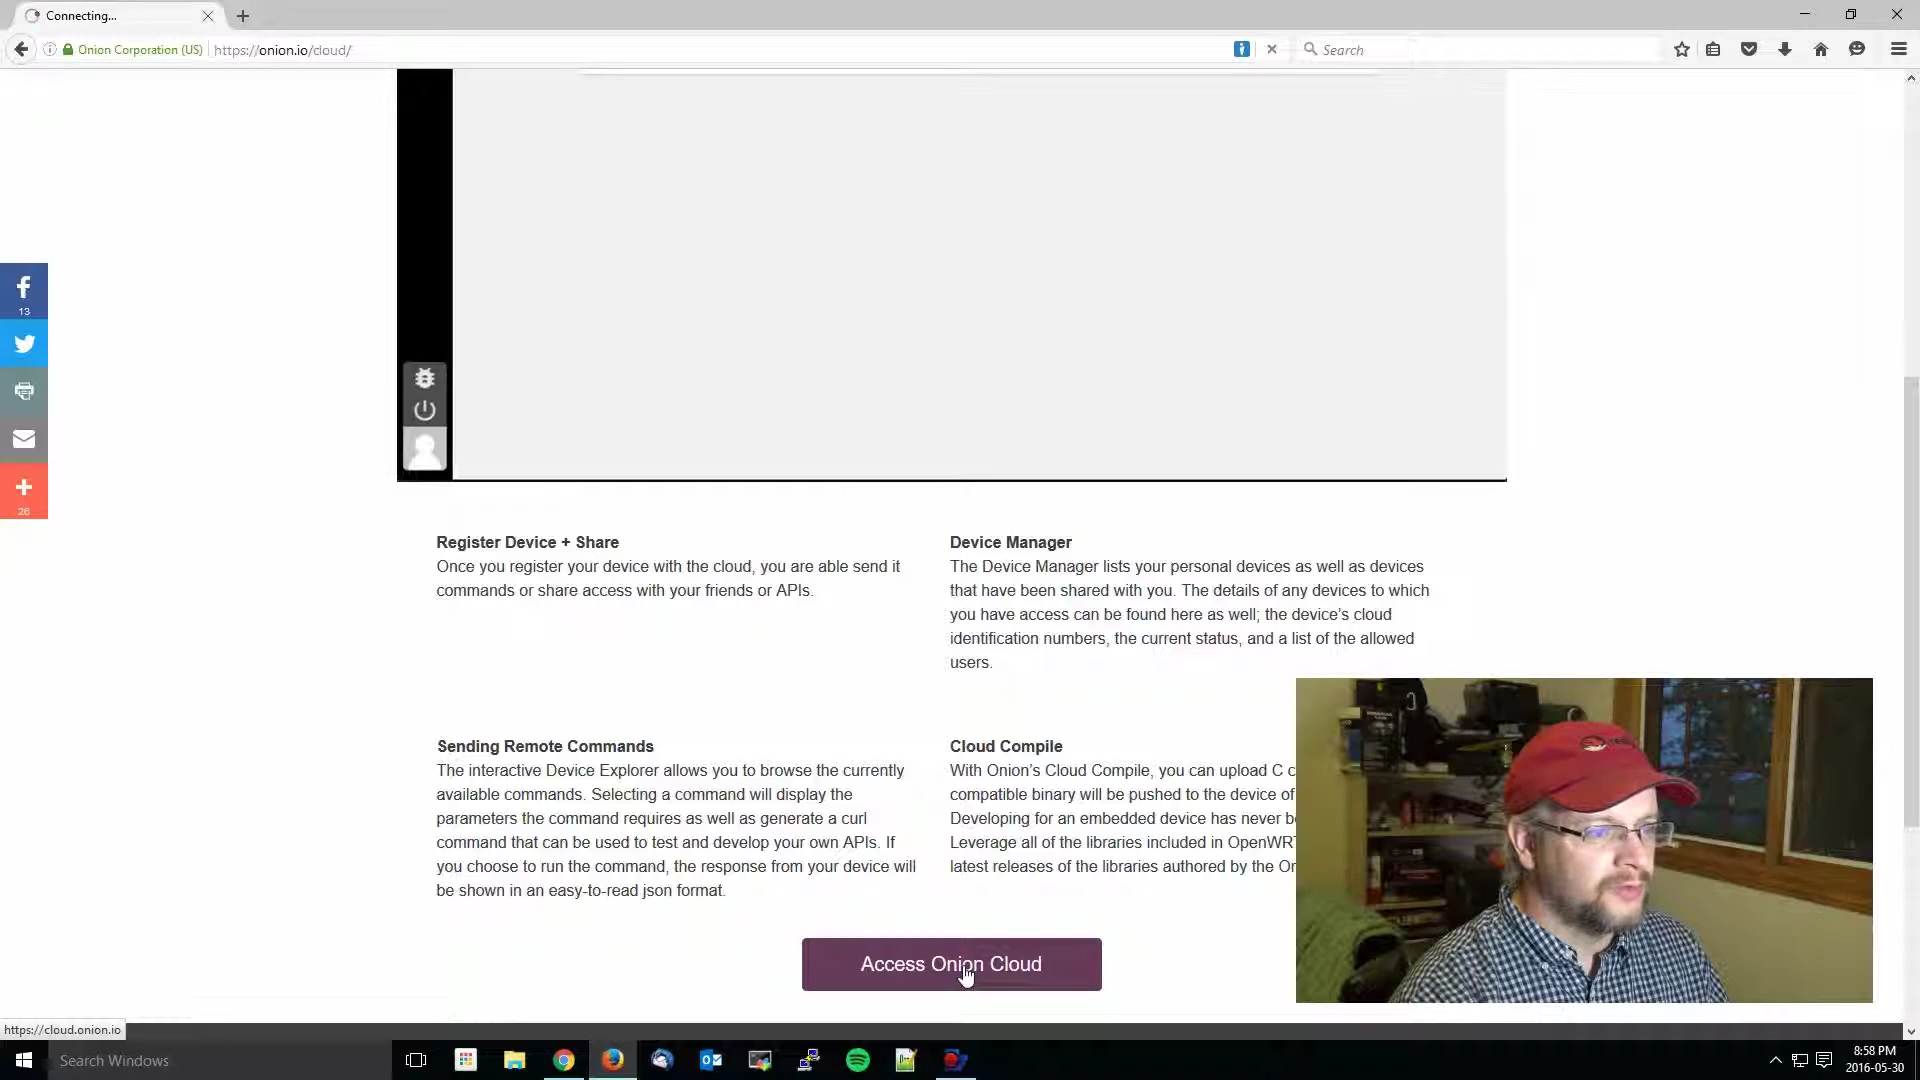 Connecting...
Onion Corporation (US)
https://onion.io/cloud/
Search
13
26
Register Device + Share
Once you register your device with the cloud, you are able send it
commands or share access with your friends or APIs.
Device Manager
The Device Manager lists your personal devices as well as devices
that have been shared with you. The details of any devices to which
you have access can be found here as well; the device's cloud
identification numbers, the current status, and a list of the allowed
users.
Sending Remote Commands
The interactive Device Explorer allows you to browse the currently
available commands. Selecting a command will display the
parameters the command requires as well as generate a curl
command that can be used to test and develop your own APIs. If
you choose to run the command, the response from your device will
be shown in an easy-to-read json format.
Cloud Compile
With Onion's Cloud Compile, you can upload C c
compatible binary will be pushed to the device of
Developing for an embedded device has never b
Leverage all of the libraries included in OpenWRT
latest releases of the libraries authored by the On
Access Onion Cloud
https://cloud.onion.io
Search Windows
8:58 PM
2016-05-30